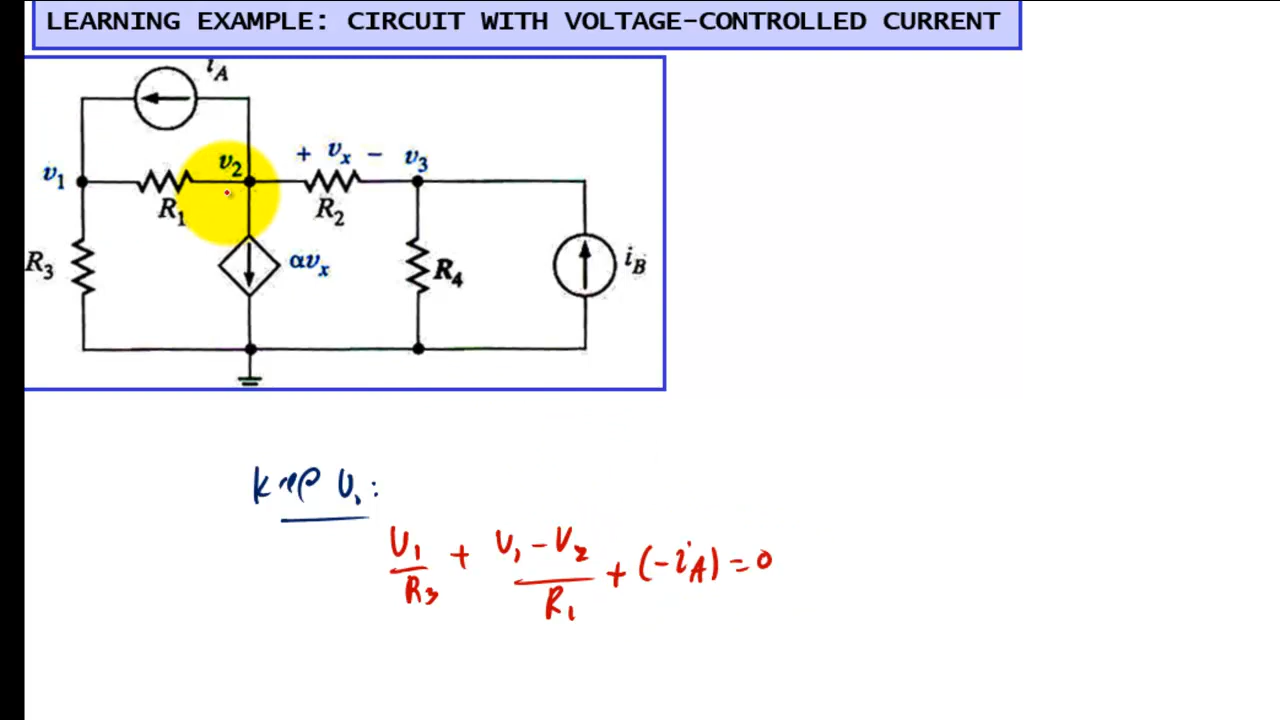 LEARNING EXAMPLE: CIRCUIT WITH VOLTAGE-CONTROLLED CURRENT
iA
v1
v2
+ vx −
v3
R1
R2
R3
αvx
R4
iB
V1 :
V1/R3 + (V1 − V2)/R1 + (−iA) = 0